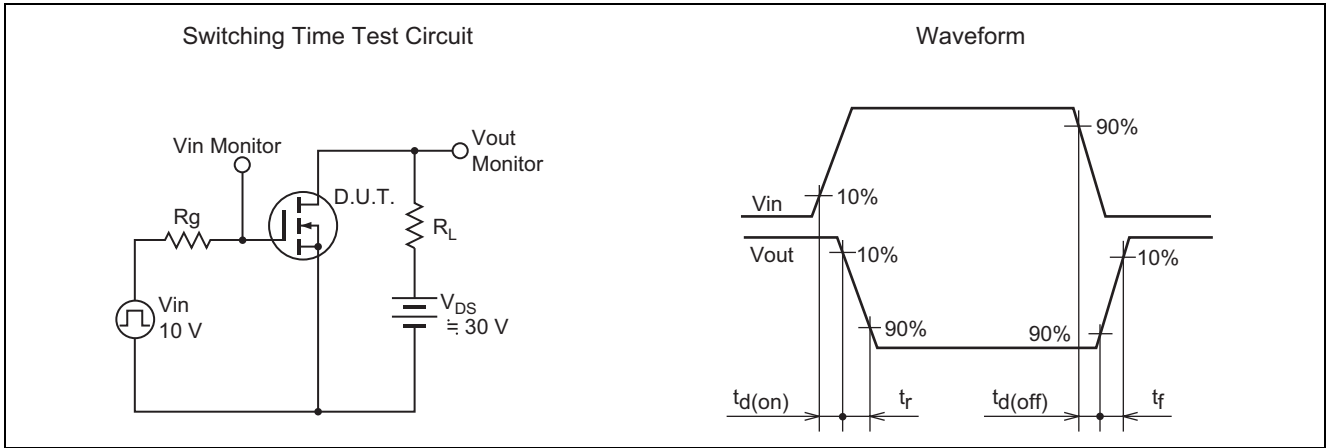 Switching Time Test Circuit
Vin Monitor
Vout
Monitor
D.U.T.
Rg
RL
Vin
10 V
VDS
≒ 30 V
Waveform
90%
10%
Vin
Vout
10%
10%
90%
90%
td(on)
tr
td(off)
tf